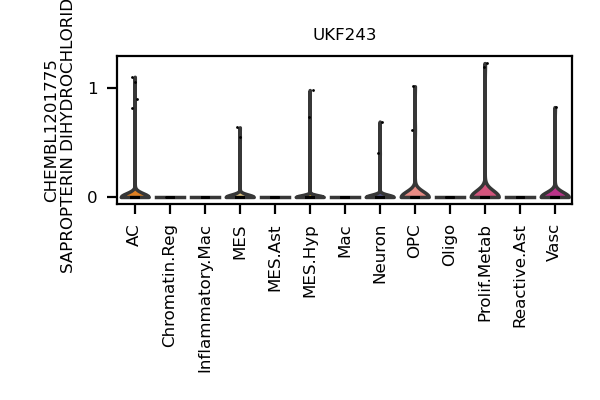 UKF243
CHEMBL1201775
SAPROPTERIN DIHYDROCHLORID
1
0
AC
Chromatin.Reg
Inflammatory.Mac
MES
MES.Ast
MES.Hyp
Mac
Neuron
OPC
Oligo
Prolif.Metab
Reactive.Ast
Vasc